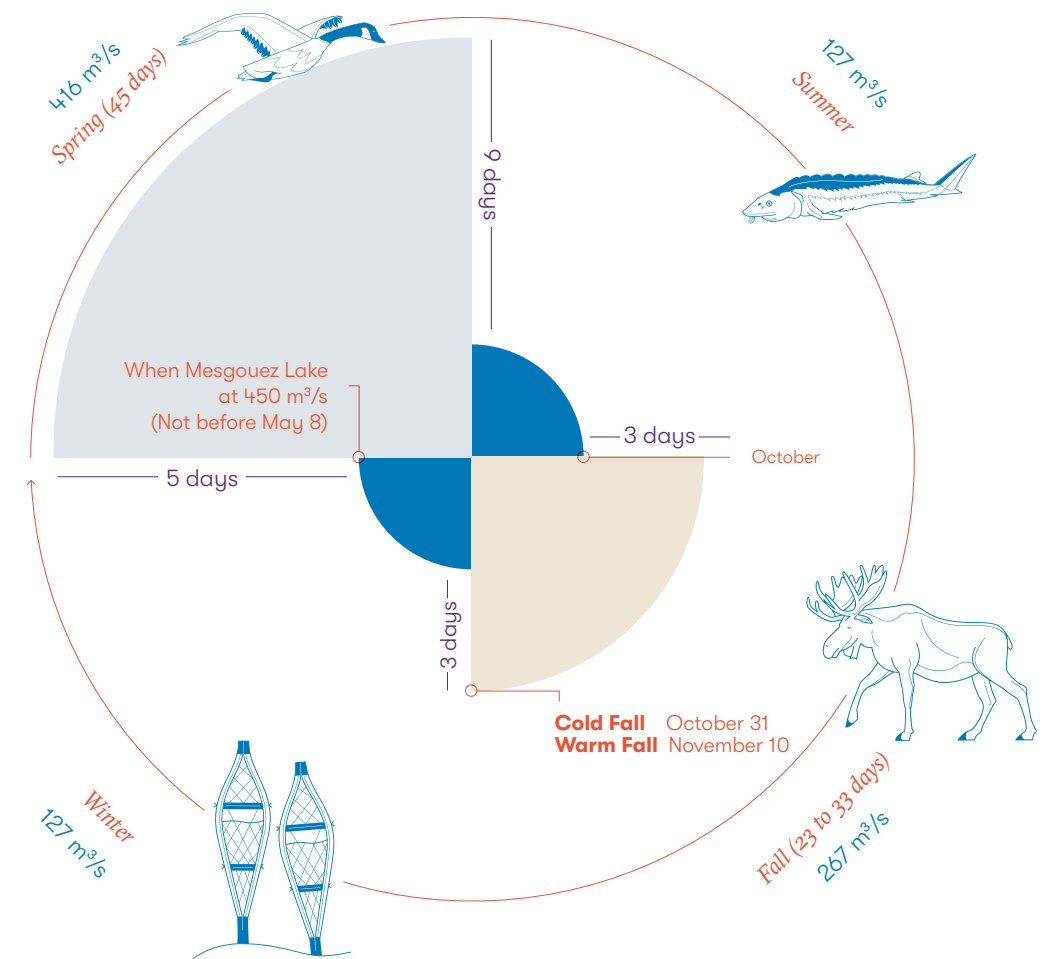 416 m³/s
Spring (45 days)
127 m³/s
Summer
9 days
When Mesgouez Lake
at 450 m³/s
(Not before May 8)
3 days
October
5 days
3 days
Cold Fall October 31
Warm Fall November 10
Winter
127 m³/s
Fall (23 to 33 days)
267 m³/s